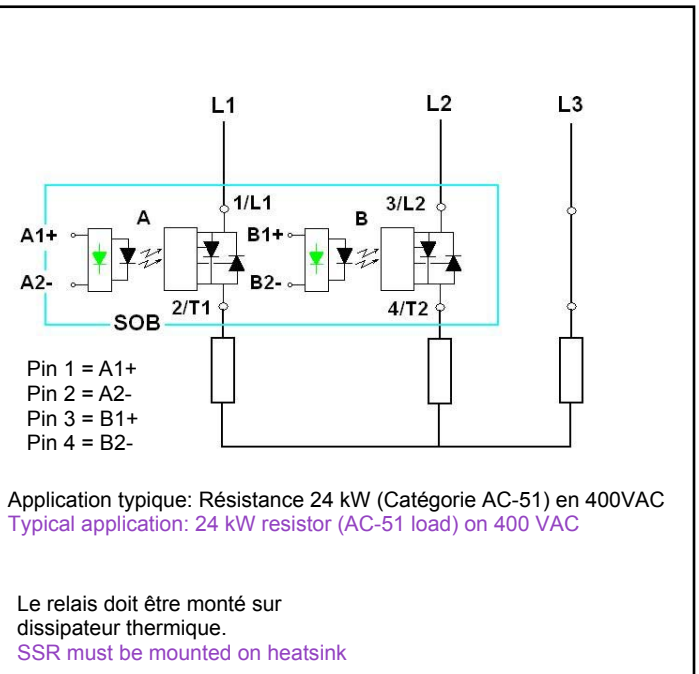 L1 L2 L3
1/L1 3/L2
A B
A1+ B1+
A2- B2-
2/T1 4/T2
SOB
Pin 1 = A1+
Pin 2 = A2-
Pin 3 = B1+
Pin 4 = B2-
Application typique: Résistance 24 kW (Catégorie AC-51) en 400VAC
Typical application: 24 kW resistor (AC-51 load) on 400 VAC
Le relais doit être monté sur
dissipateur thermique.
SSR must be mounted on heatsink